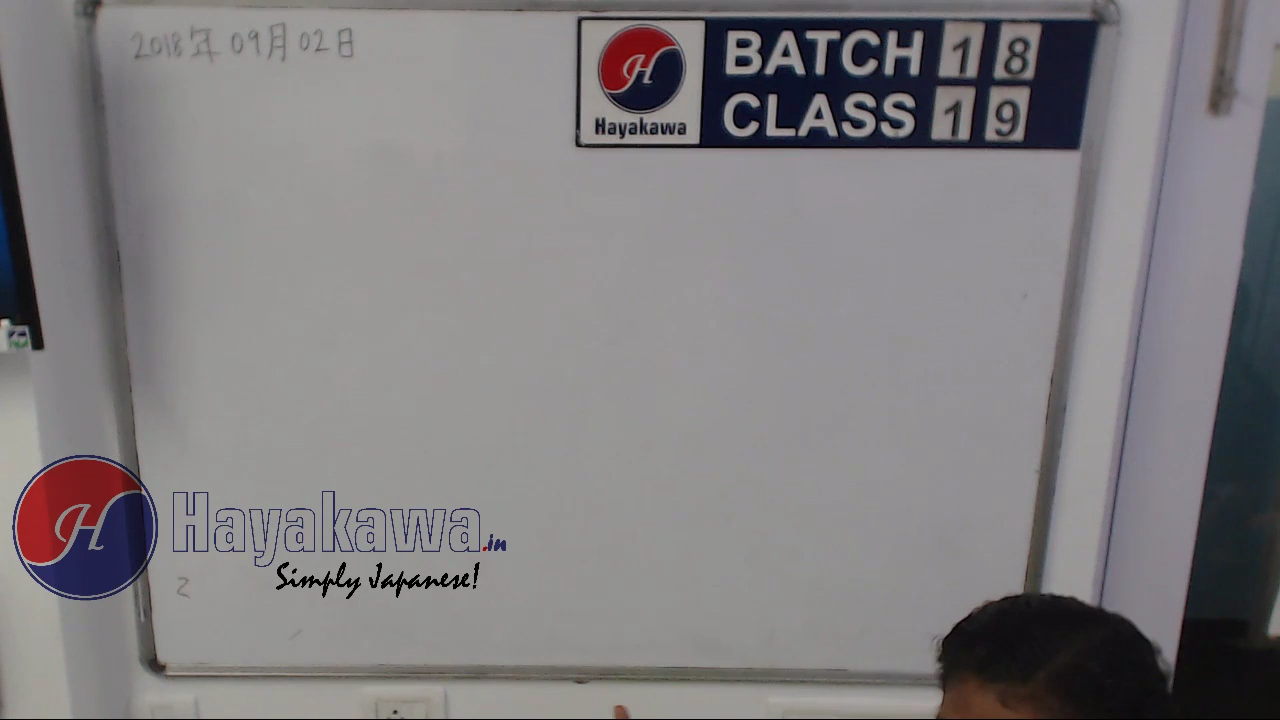 2018年 09月 02日
H
Hayakawa
BATCH 18
CLASS 19
H
Hayakawa.in
Simply Japanese!
2